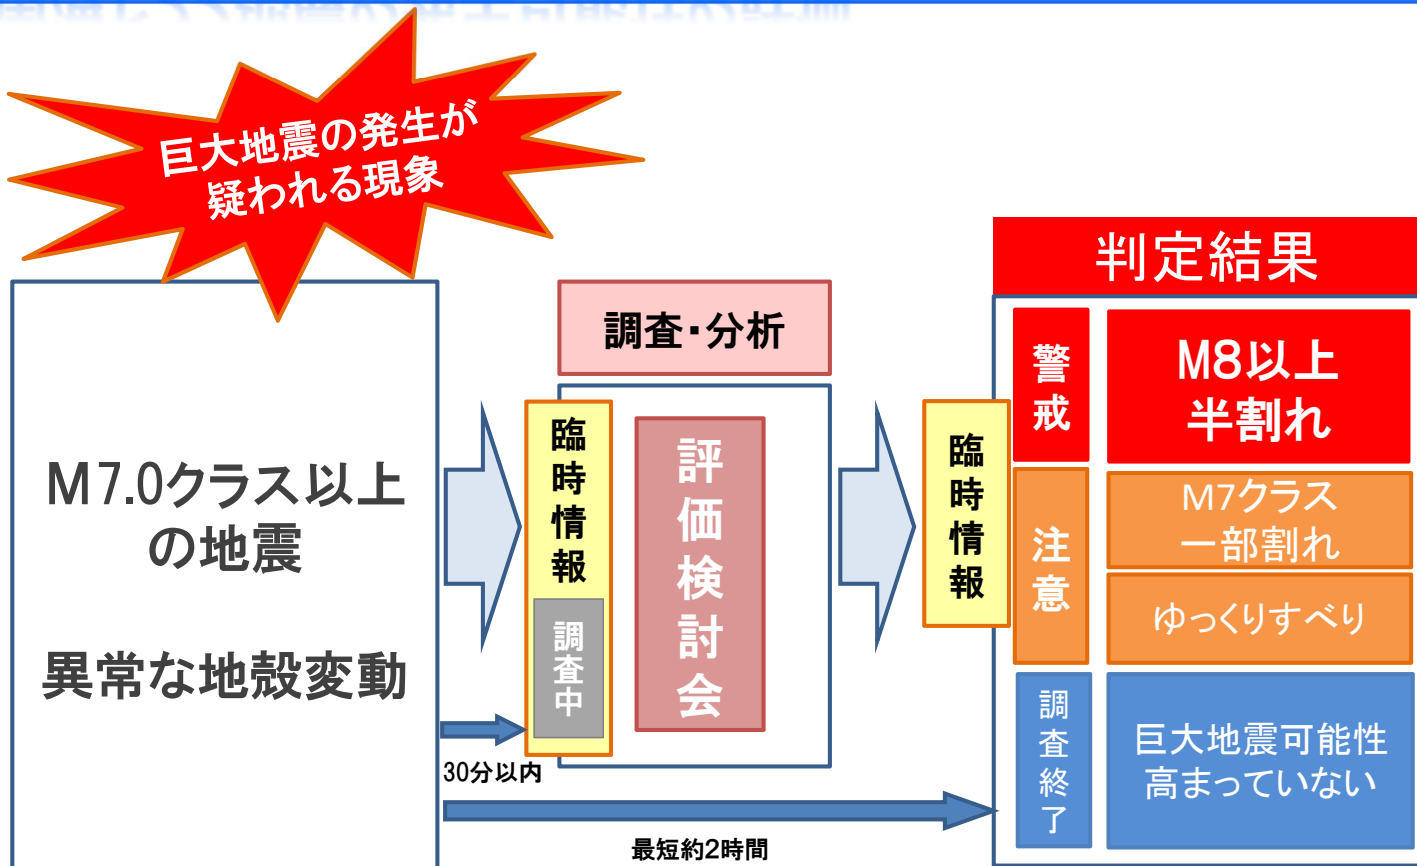 巨大地震の発生が
疑われる現象
M7.0クラス以上
の地震
異常な地殻変動
30分以内
最短約2時間
調査・分析
臨時情報
調査中
評価検討会
臨時情報
判定結果
警戒
M8以上
半割れ
注意
M7クラス
一部割れ
ゆっくりすべり
調査終了
巨大地震可能性
高まっていない